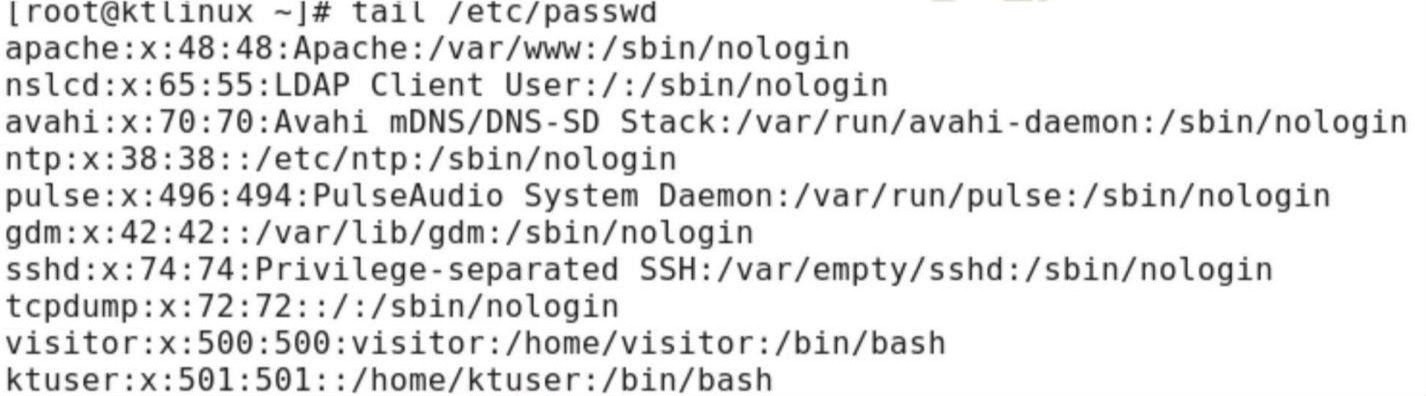 [root@ktlinux ~]# tail /etc/passwd
apache:x:48:48:Apache:/var/www:/sbin/nologin
nslcd:x:65:55:LDAP Client User:/:/sbin/nologin
avahi:x:70:70:Avahi mDNS/DNS-SD Stack:/var/run/avahi-daemon:/sbin/nologin
ntp:x:38:38::/etc/ntp:/sbin/nologin
pulse:x:496:494:PulseAudio System Daemon:/var/run/pulse:/sbin/nologin
gdm:x:42:42::/var/lib/gdm:/sbin/nologin
sshd:x:74:74:Privilege-separated SSH:/var/empty/sshd:/sbin/nologin
tcpdump:x:72:72::/:/sbin/nologin
visitor:x:500:500:visitor:/home/visitor:/bin/bash
ktuser:x:501:501::/home/ktuser:/bin/bash